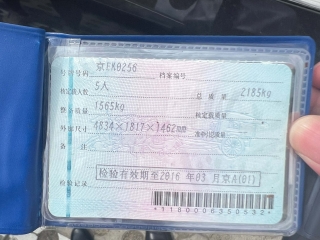 号牌号码 京EK0256 档案编号
核定载人数 5人 总质量 2185kg
整备质量 1565kg 核定载质量
外廓尺寸 4834×1817×1462mm 准牵引总质量
备注
检验有效期至2016年03月京A(01)
检验记录
*1180006350532*